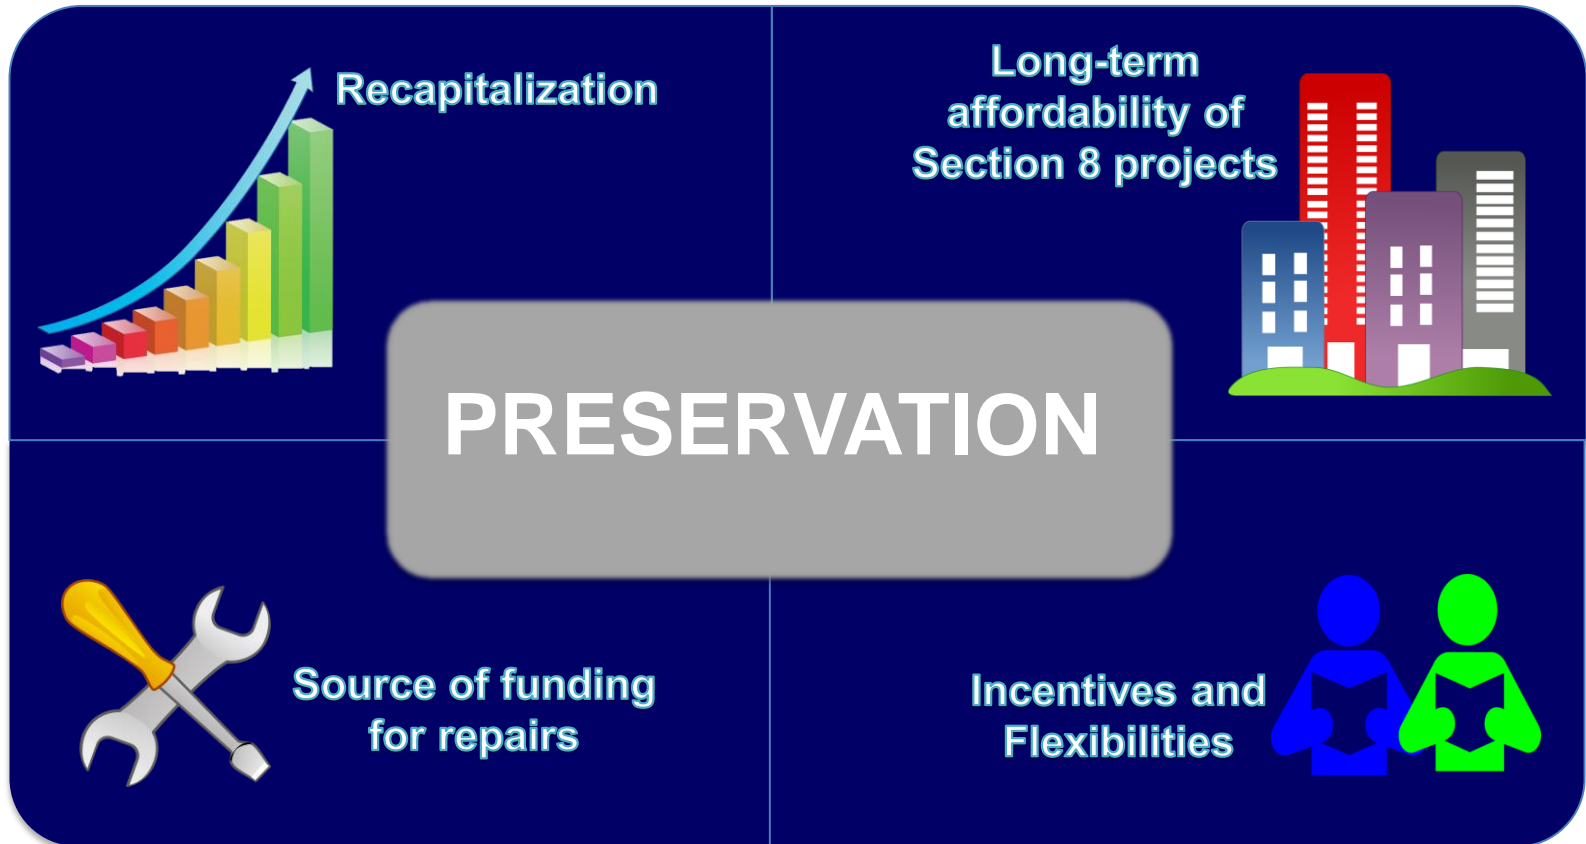 Recapitalization
Long-term
affordability of
Section 8 projects
PRESERVATION
Source of funding
for repairs
Incentives and
Flexibilities